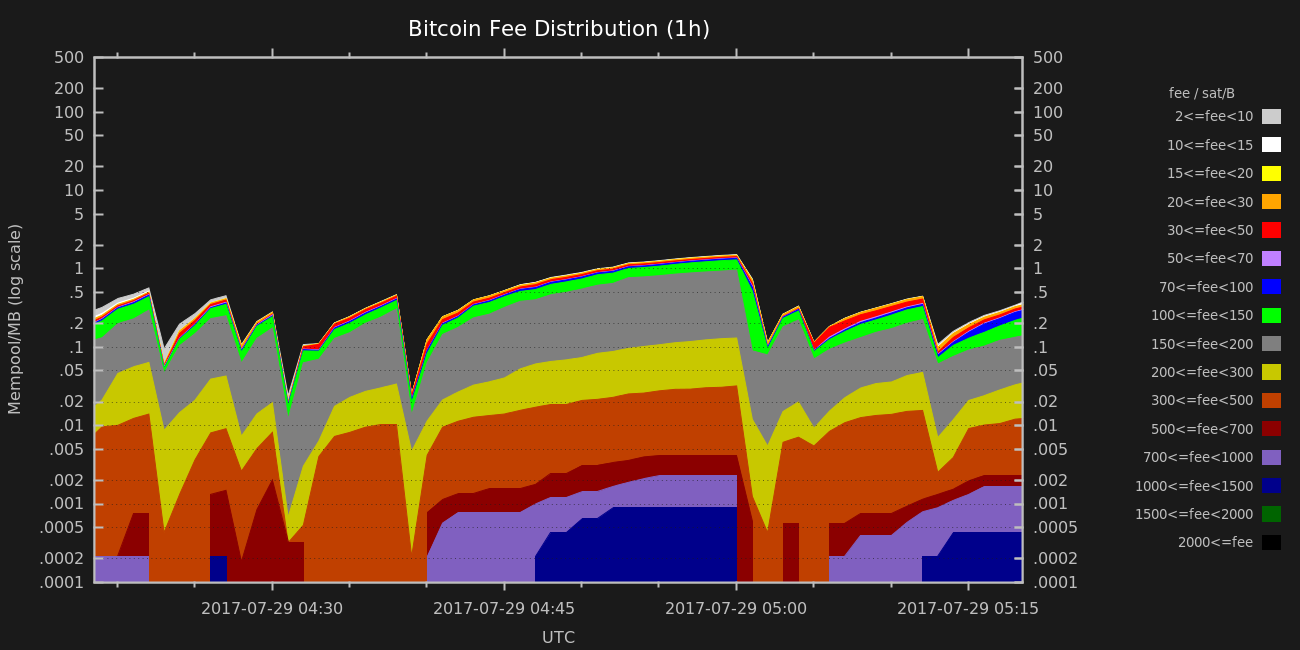 Bitcoin Fee Distribution (1h)
Mempool/MB (log scale)
500
200
100
50
20
10
5
2
1
.5
.2
.1
.05
.02
.01
.005
.002
.001
.0005
.0002
.0001
500
200
100
50
20
10
5
2
1
.5
.2
.1
.05
.02
.01
.005
.002
.001
.0005
.0002
.0001
2017-07-29 04:30
2017-07-29 04:45
2017-07-29 05:00
2017-07-29 05:15
UTC
fee / sat/B
2<=fee<10
10<=fee<15
15<=fee<20
20<=fee<30
30<=fee<50
50<=fee<70
70<=fee<100
100<=fee<150
150<=fee<200
200<=fee<300
300<=fee<500
500<=fee<700
700<=fee<1000
1000<=fee<1500
1500<=fee<2000
2000<=fee